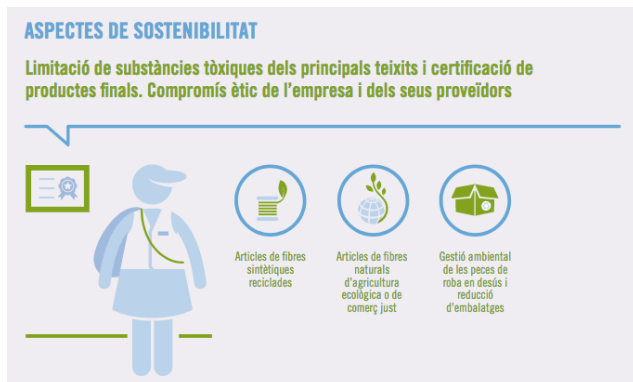 ASPECTES DE SOSTENIBILITAT
Limitació de substàncies tòxiques dels principals teixits i certificació de
productes finals. Compromís ètic de l'empresa i dels seus proveïdors
Articles de fibres
sintètiques
reciclades
Articles de fibres
naturals
d'agricultura
ecològica o de
comerç just
Gestió ambiental
de les peces de
roba en desús i
reducció
d'embalatges